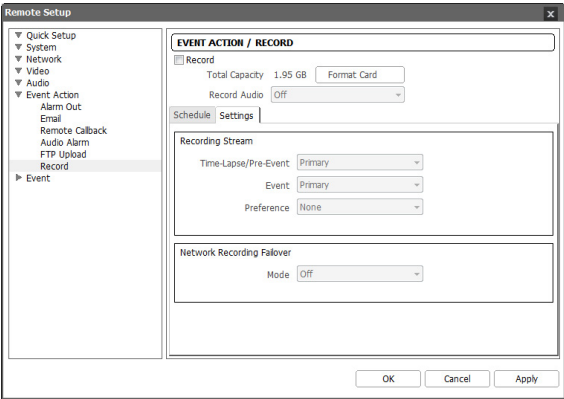 Remote Setup
x
Quick Setup
System
Network
Video
Audio
Event Action
Alarm Out
Email
Remote Callback
Audio Alarm
FTP Upload
Record
Event
EVENT ACTION / RECORD
Record
Total Capacity 1.95 GB Format Card
Record Audio Off
Schedule Settings
Recording Stream
Time-Lapse/Pre-Event Primary
Event Primary
Preference None
Network Recording Failover
Mode Off
OK Cancel Apply